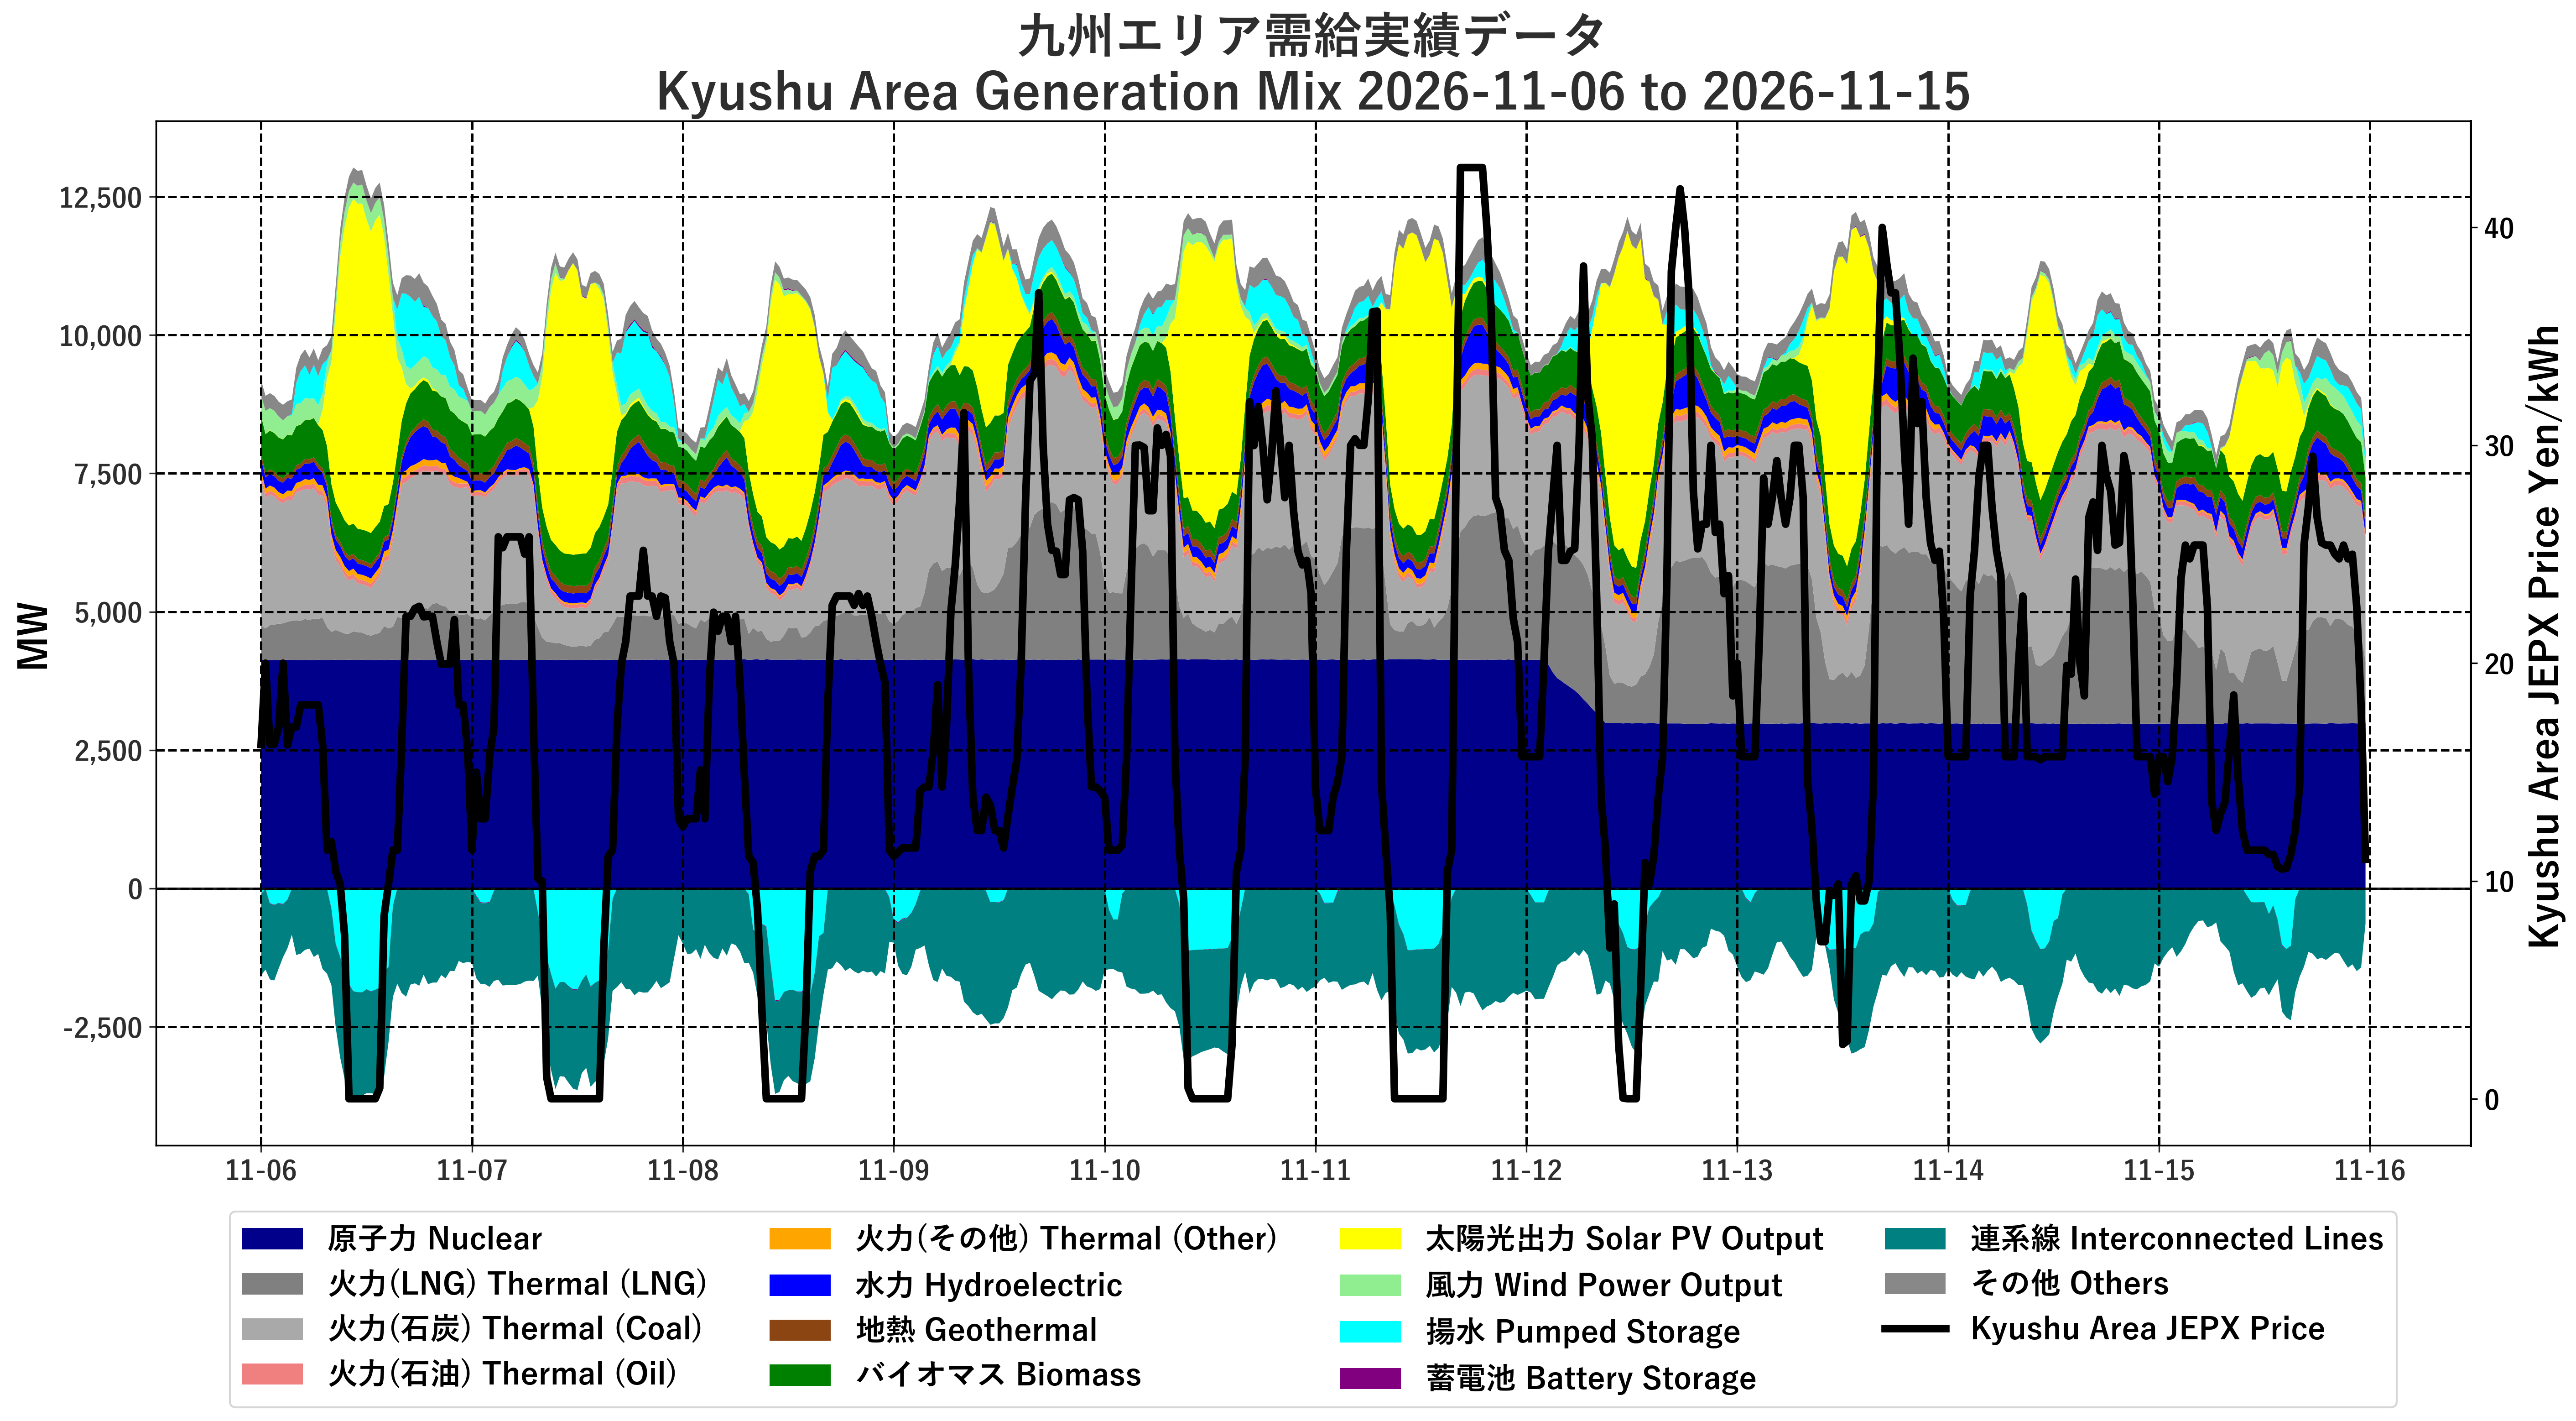 九州エリア需給実績データ
Kyushu Area Generation Mix 2026-11-06 to 2026-11-15
MW
12,500
10,000
7,500
5,000
2,500
0
-2,500
40
30
20
10
0
Kyushu Area JEPX Price Yen/kWh
11-06
11-07
11-08
11-09
11-10
11-11
11-12
11-13
11-14
11-15
11-16
原子力 Nuclear
火力(LNG) Thermal (LNG)
火力(石炭) Thermal (Coal)
火力(石油) Thermal (Oil)
火力(その他) Thermal (Other)
水力 Hydroelectric
地熱 Geothermal
バイオマス Biomass
太陽光出力 Solar PV Output
風力 Wind Power Output
揚水 Pumped Storage
蓄電池 Battery Storage
連系線 Interconnected Lines
その他 Others
Kyushu Area JEPX Price